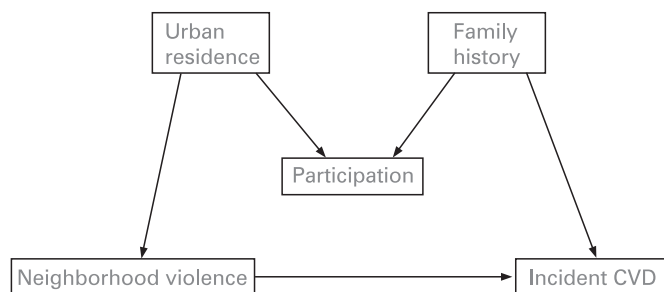 Urban
residence
Family
history
Participation
Neighborhood violence
Incident CVD